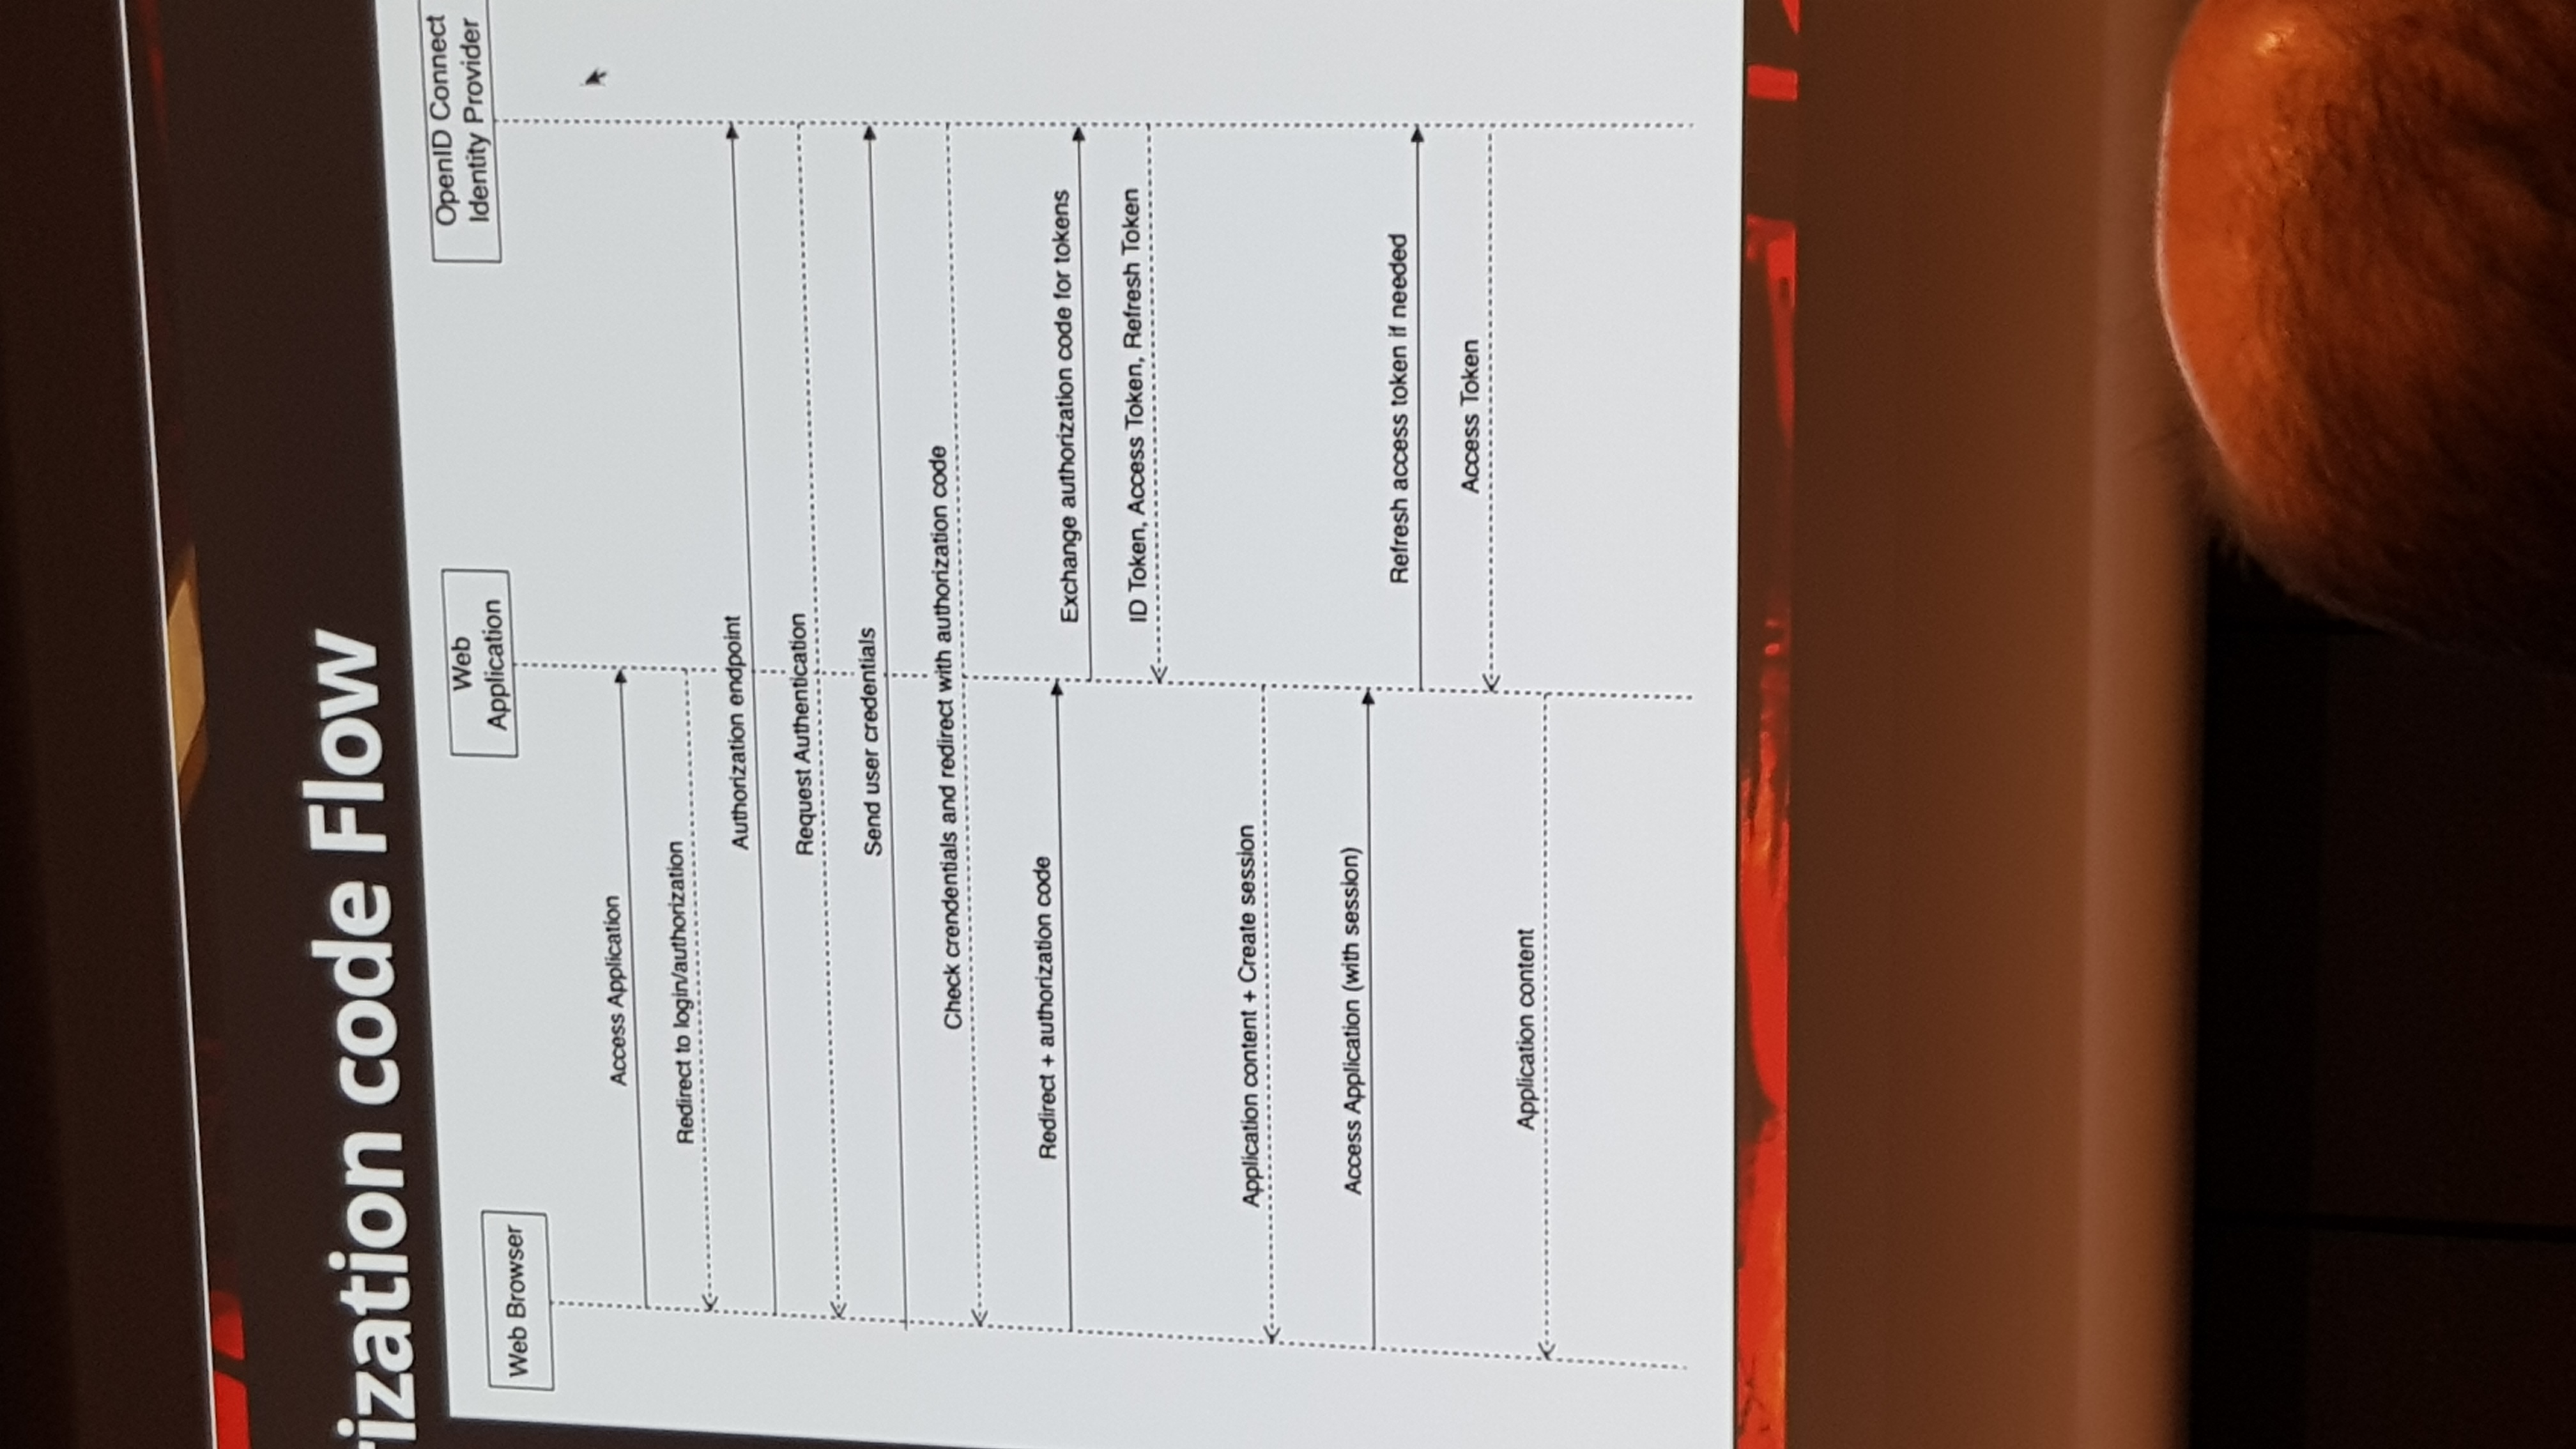 rization code Flow
Web Browser
Web
Application
OpenID Connect
Identity Provider
Access Application
Redirect to login/authorization
Authorization endpoint
Request Authentication
Send user credentials
Check crendentials and redirect with authorization code
Redirect + authorization code
Exchange authorization code for tokens
ID Token, Access Token, Refresh Token
Application content + Create session
Access Application (with session)
Refresh access token if needed
Access Token
Application content